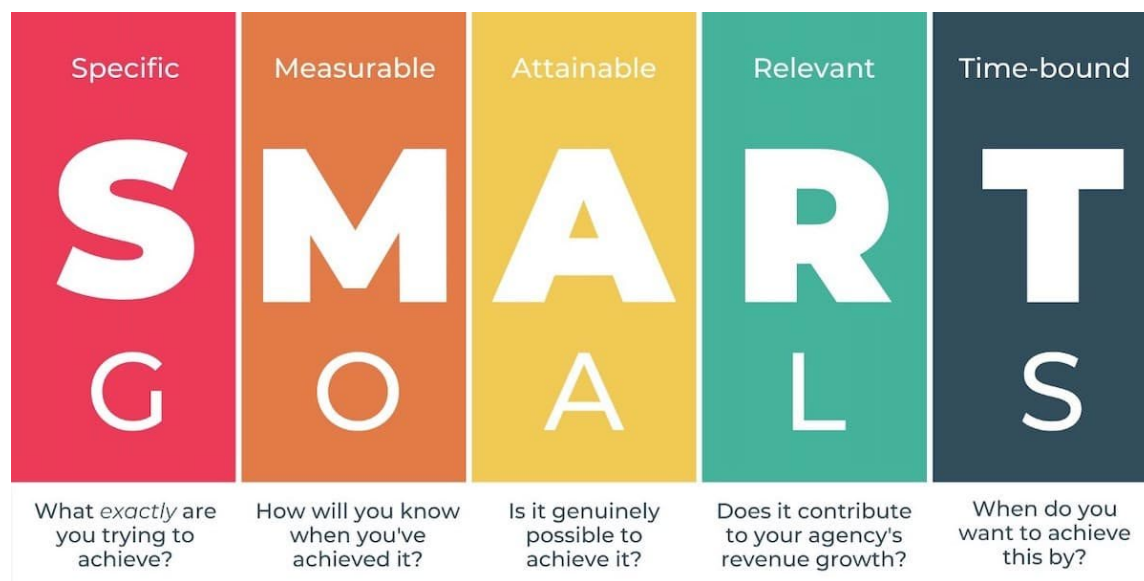 Specific
Measurable
Attainable
Relevant
Time-bound
S M A R T
G O A L S
What exactly are
you trying to
achieve?
How will you know
when you've
achieved it?
Is it genuinely
possible to
achieve it?
Does it contribute
to your agency's
revenue growth?
When do you
want to achieve
this by?